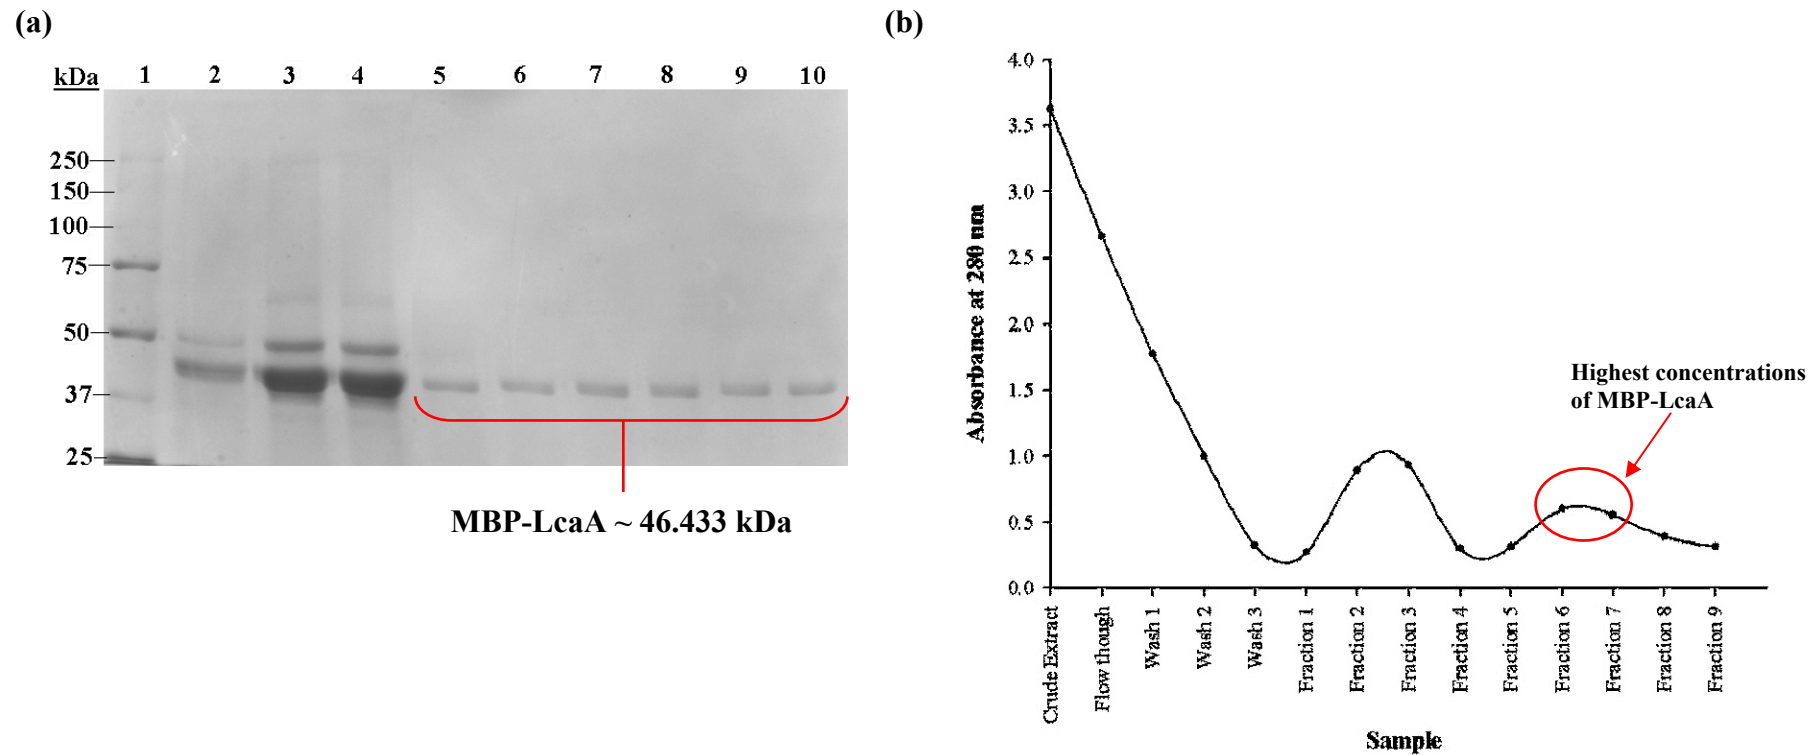 (a)
kDa 1 2 3 4 5 6 7 8 9 10
250
150
100
75
50
37
25
MBP-LcaA ~ 46.433 kDa
(b)
Absorbance at 280 nm
4.0
3.5
3.0
2.5
2.0
1.5
1.0
0.5
0.0
Highest concentrations
of MBP-LcaA
Crude Extract
Flow though
Wash 1
Wash 2
Wash 3
Fraction 1
Fraction 2
Fraction 3
Fraction 4
Fraction 5
Fraction 6
Fraction 7
Fraction 8
Fraction 9
Sample